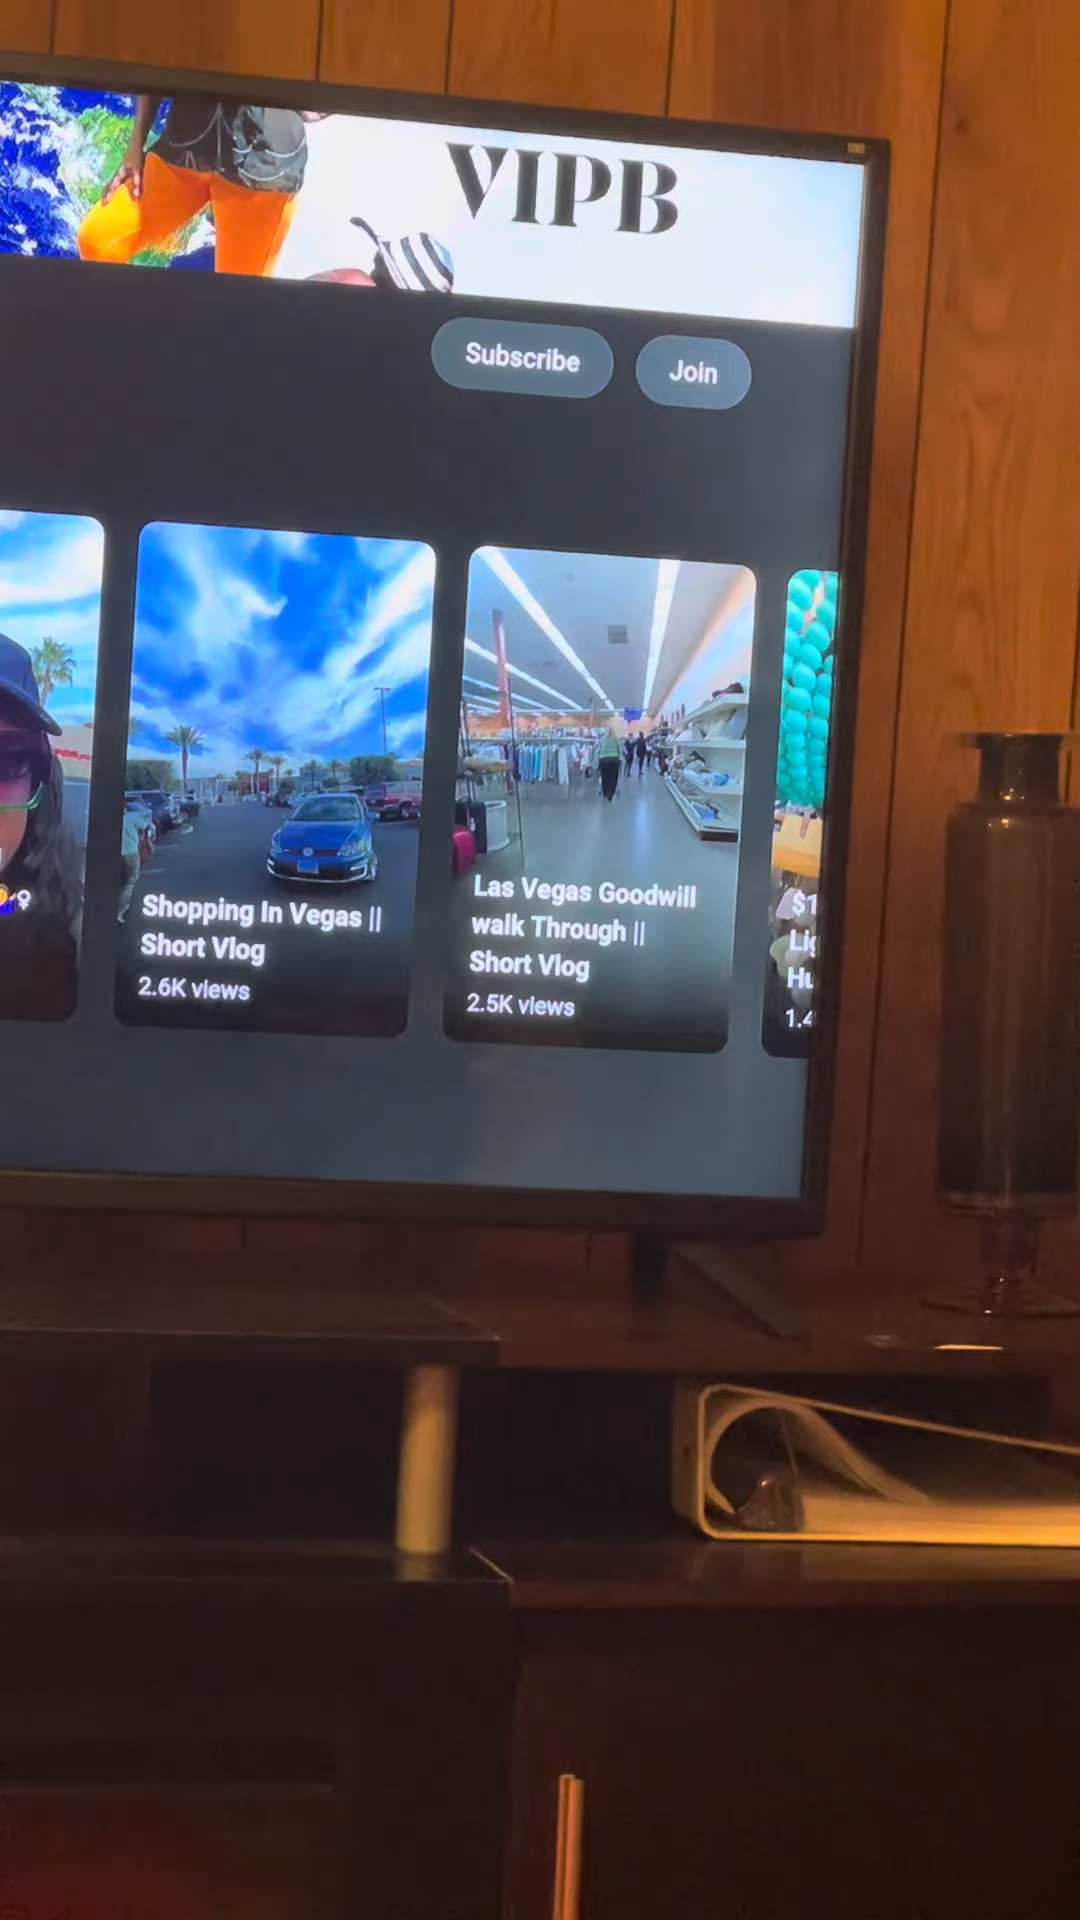 VIPB
Subscribe
Join
Shopping In Vegas ||
Short Vlog
2.6K views
Las Vegas Goodwill
walk Through ||
Short Vlog
2.5K views